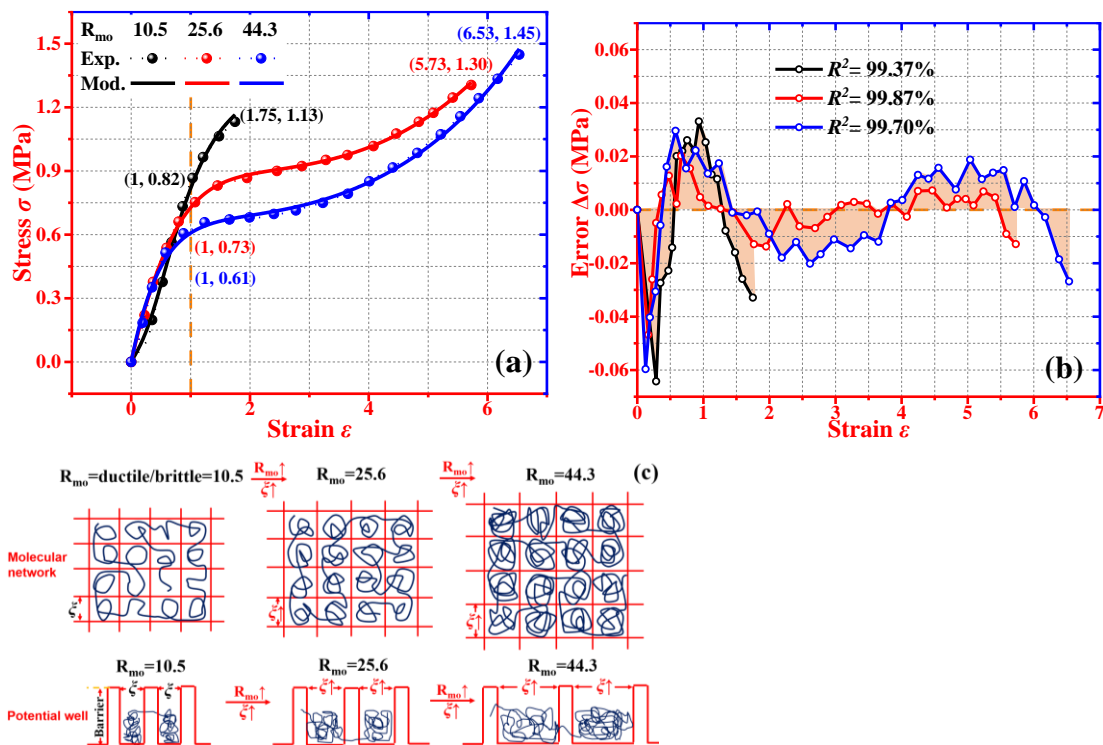 R_mo 10.5 25.6 44.3
Exp.
Mod.
(6.53, 1.45)
(5.73, 1.30)
(1.75, 1.13)
(1, 0.82)
(1, 0.73)
(1, 0.61)
1.5
1.2
0.9
0.6
0.3
0.0
Stress σ (MPa)
0 2 4 6
Strain ε
(a)
0.06
0.04
0.02
0.00
-0.02
-0.04
-0.06
Error Δσ (MPa)
R²= 99.37%
R²= 99.87%
R²= 99.70%
0 1 2 3 4 5 6 7
Strain ε
(b)
(c)
R_mo=ductile/brittle=10.5
R_mo↑
ξ↑
R_mo=25.6
R_mo↑
ξ↑
R_mo=44.3
Molecular
network
ξ
ξ↑
ξ↑
R_mo=10.5
R_mo=25.6
R_mo=44.3
Potential well
Barrier
ξ ξ
R_mo↑
ξ↑
ξ↑ ξ↑
R_mo↑
ξ↑
ξ↑ ξ↑